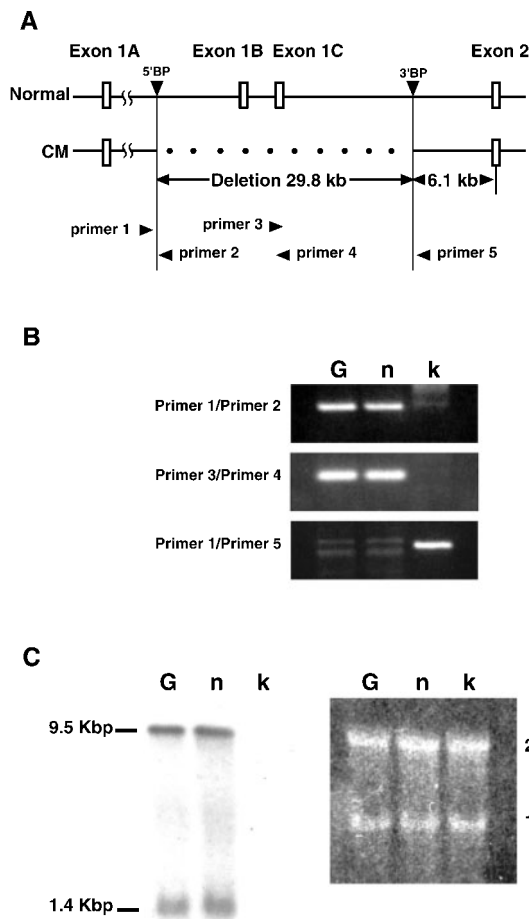 A
Exon 1A Exon 1B Exon 1C Exon 2
5'BP 3'BP
Normal
CM
Deletion 29.8 kb 6.1 kb
primer 1 primer 3
primer 2 primer 4 primer 5
B
G n k
Primer 1/Primer 2
Primer 3/Primer 4
Primer 1/Primer 5
C
G n k G n k
9.5 Kbp
2
1.4 Kbp